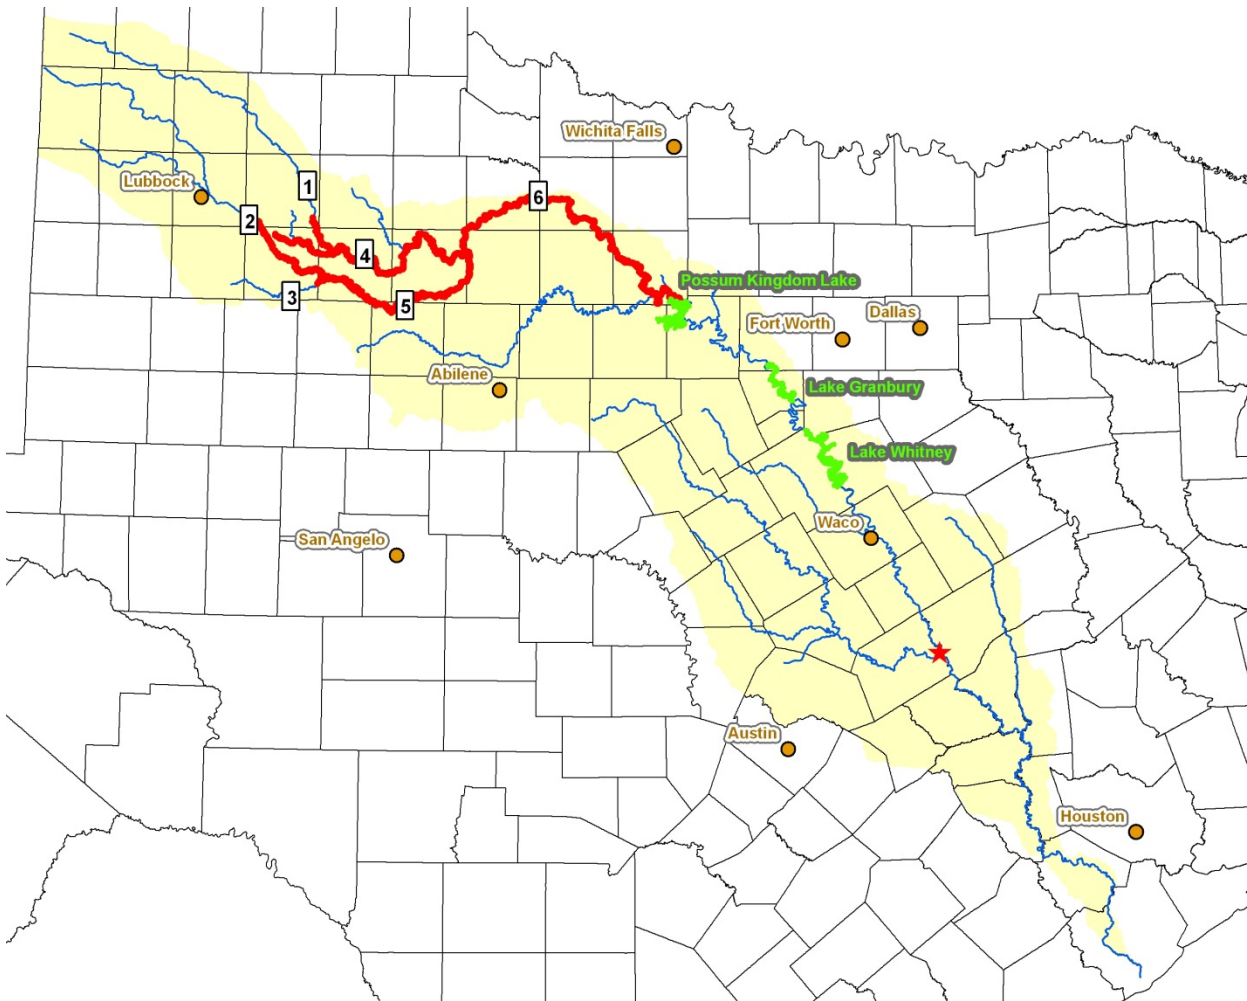 Wichita Falls
1
Lubbock
6
2
4
Possum Kingdom Lake
3
5
Dallas
Fort Worth
Abilene
Lake Granbury
Lake Whitney
Waco
San Angelo
Austin
Houston